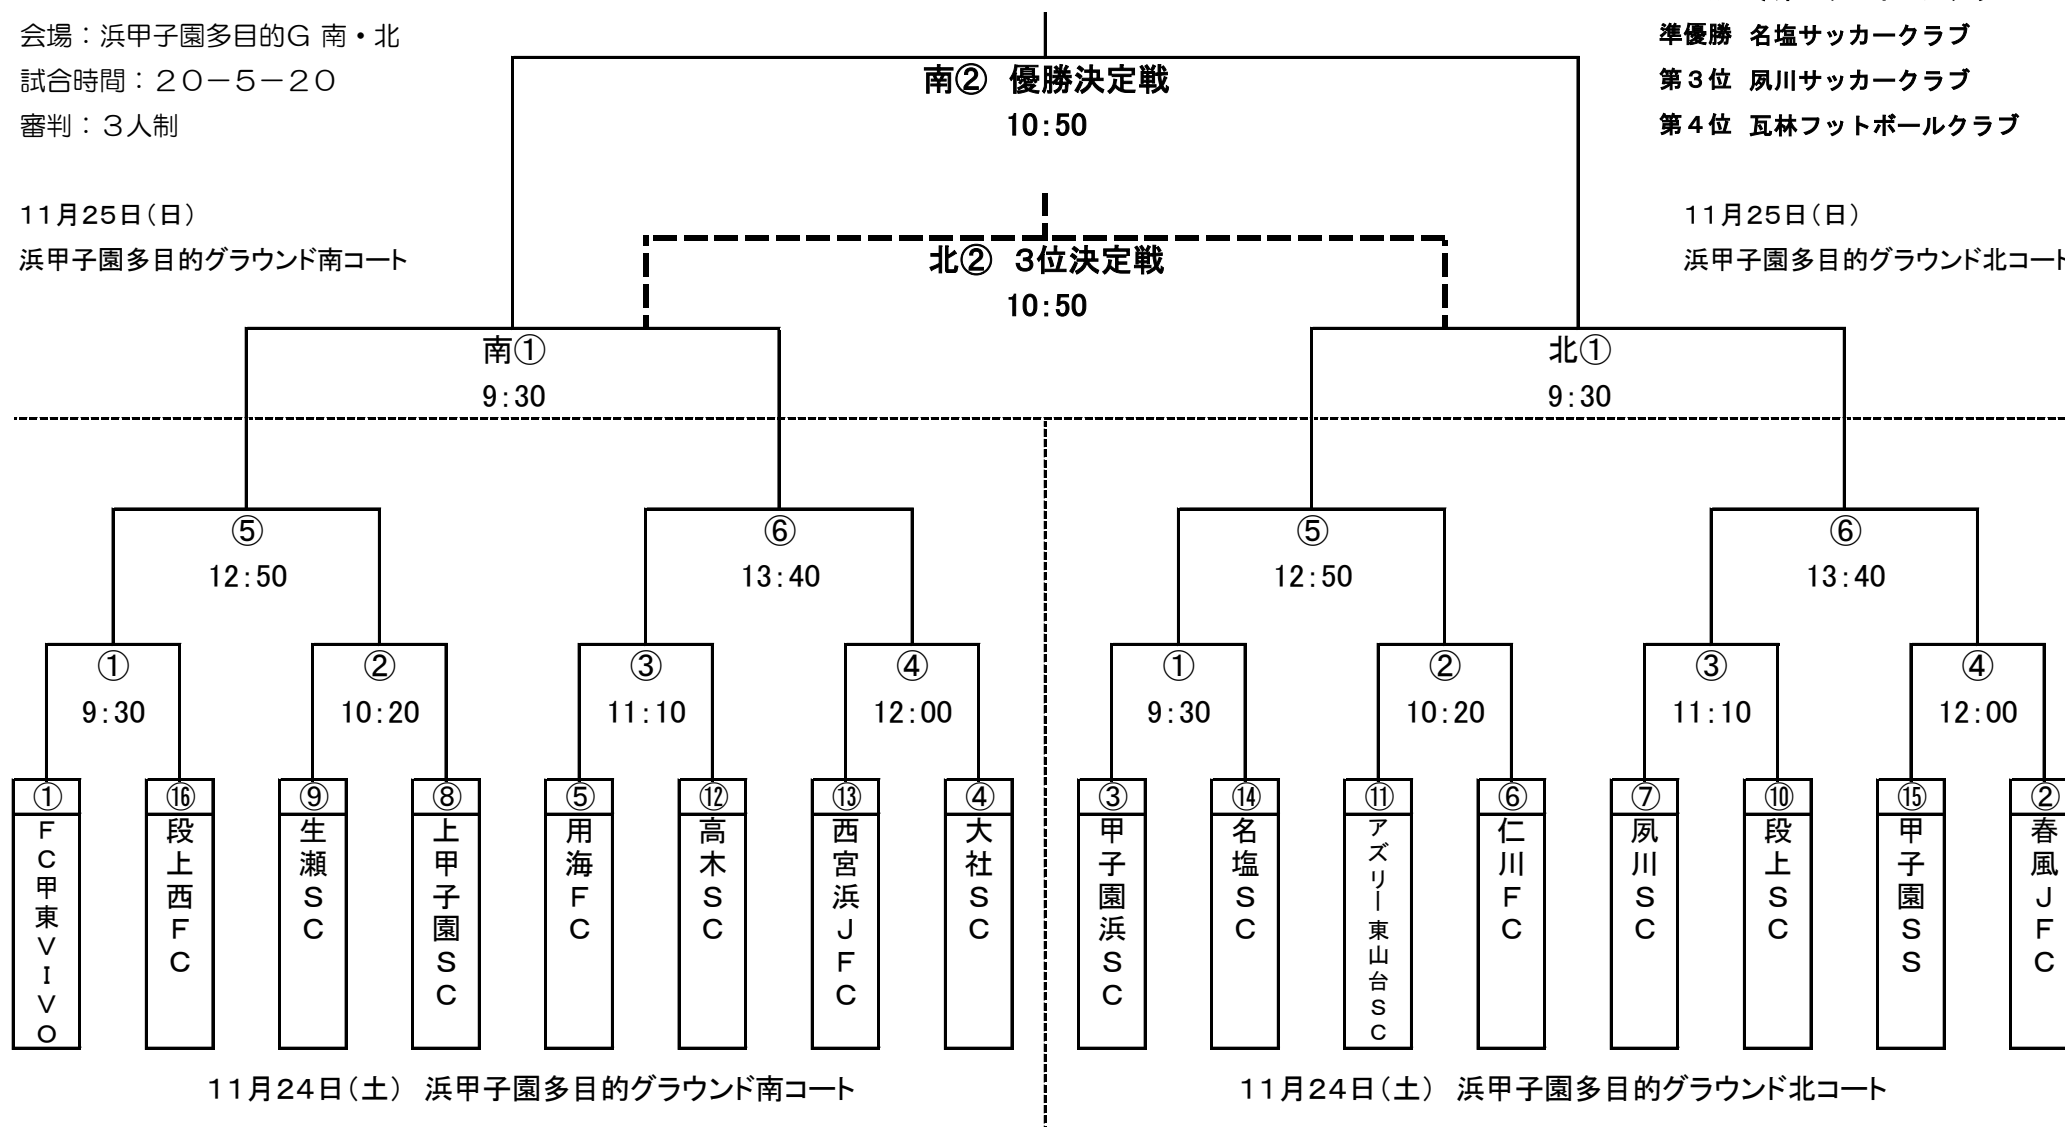 会場：浜甲子園多目的G 南・北
試合時間：２０－５－２０
審判：３人制
準優勝 名塩サッカークラブ
第３位 夙川サッカークラブ
第４位 瓦林フットボールクラブ
南② 優勝決定戦
10:50
11月25日（日）
浜甲子園多目的グラウンド南コート
11月25日（日）
浜甲子園多目的グラウンド北コート
北② 3位決定戦
10:50
南①
9:30
北①
9:30
⑤
12:50
⑥
13:40
⑤
12:50
⑥
13:40
①
9:30
②
10:20
③
11:10
④
12:00
①
9:30
②
10:20
③
11:10
④
12:00
①
ＦＣ甲東ＶＩＶＯ
⑯
段上西ＦＣ
⑨
生瀬ＳＣ
⑧
上甲子園ＳＣ
⑤
用海ＦＣ
⑫
高木ＳＣ
⑬
西宮浜ＪＦＣ
④
大社ＳＣ
③
甲子園浜ＳＣ
⑭
名塩ＳＣ
⑪
アズリー東山台ＳＣ
⑥
仁川ＦＣ
⑦
夙川ＳＣ
⑩
段上ＳＣ
⑮
甲子園ＳＳ
②
春風ＪＦＣ
11月24日（土） 浜甲子園多目的グラウンド南コート
11月24日（土） 浜甲子園多目的グラウンド北コート